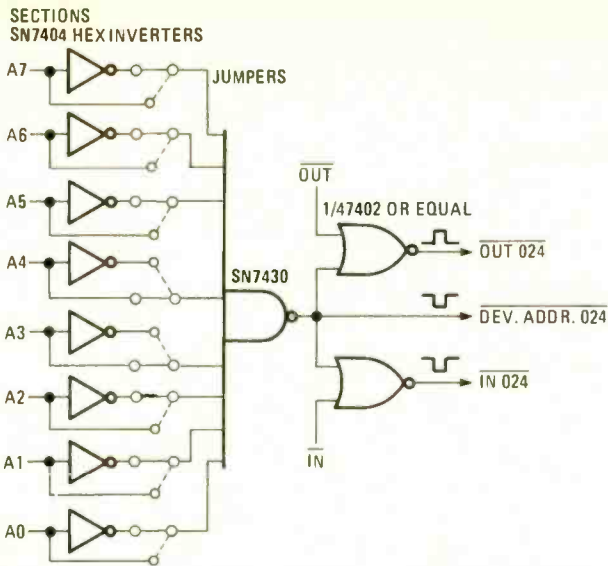 SECTIONS
SN7404 HEX INVERTERS
A7
JUMPERS
A6
OUT
A5
1/47402 OR EQUAL
OUT 024
A4
SN7430
DEV. ADDR. 024
A3
IN 024
A2
IN
A1
A0